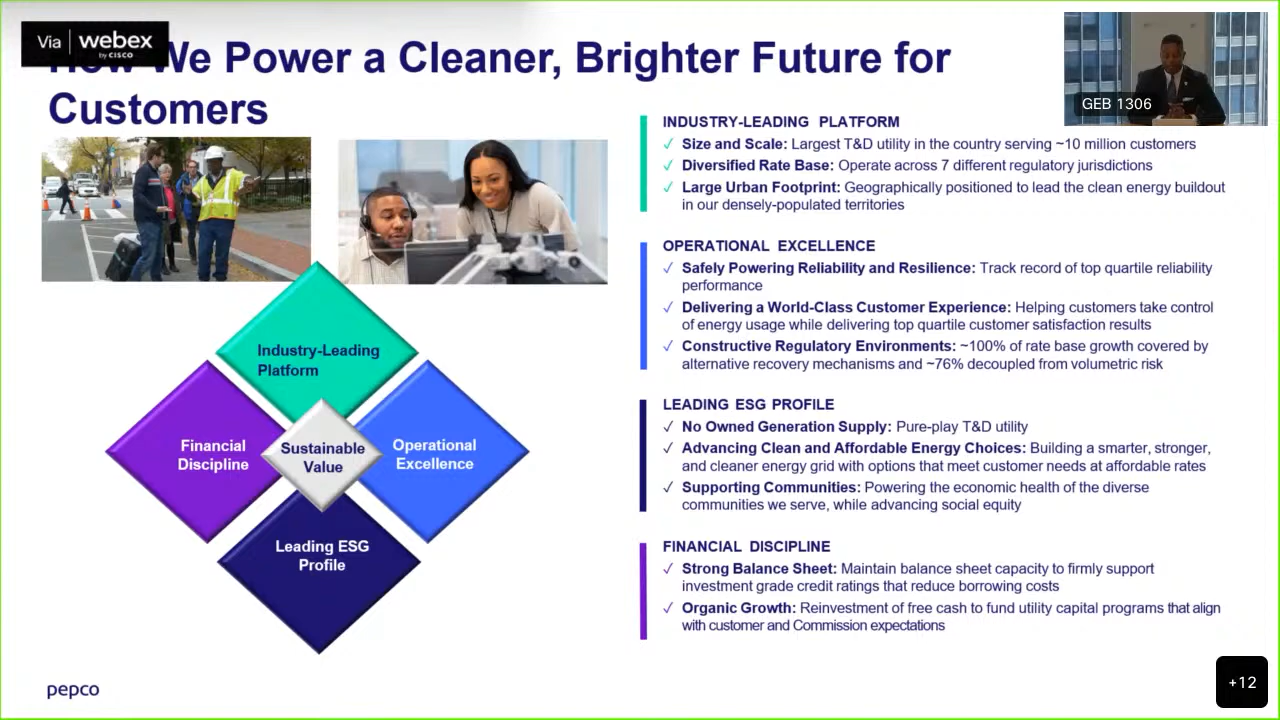 Via webex
by CISCO
We Power a Cleaner, Brighter Future for
Customers
GEB 1306
INDUSTRY-LEADING PLATFORM
✓ Size and Scale: Largest T&D utility in the country serving ~10 million customers
✓ Diversified Rate Base: Operate across 7 different regulatory jurisdictions
✓ Large Urban Footprint: Geographically positioned to lead the clean energy buildout
in our densely-populated territories
OPERATIONAL EXCELLENCE
✓ Safely Powering Reliability and Resilience: Track record of top quartile reliability
performance
✓ Delivering a World-Class Customer Experience: Helping customers take control
of energy usage while delivering top quartile customer satisfaction results
✓ Constructive Regulatory Environments: ~100% of rate base growth covered by
alternative recovery mechanisms and ~76% decoupled from volumetric risk
LEADING ESG PROFILE
✓ No Owned Generation Supply: Pure-play T&D utility
✓ Advancing Clean and Affordable Energy Choices: Building a smarter, stronger,
and cleaner energy grid with options that meet customer needs at affordable rates
✓ Supporting Communities: Powering the economic health of the diverse
communities we serve, while advancing social equity
FINANCIAL DISCIPLINE
✓ Strong Balance Sheet: Maintain balance sheet capacity to firmly support
investment grade credit ratings that reduce borrowing costs
✓ Organic Growth: Reinvestment of free cash to fund utility capital programs that align
with customer and Commission expectations
Industry-Leading
Platform
Financial
Discipline
Sustainable
Value
Operational
Excellence
Leading ESG
Profile
pepco
+12